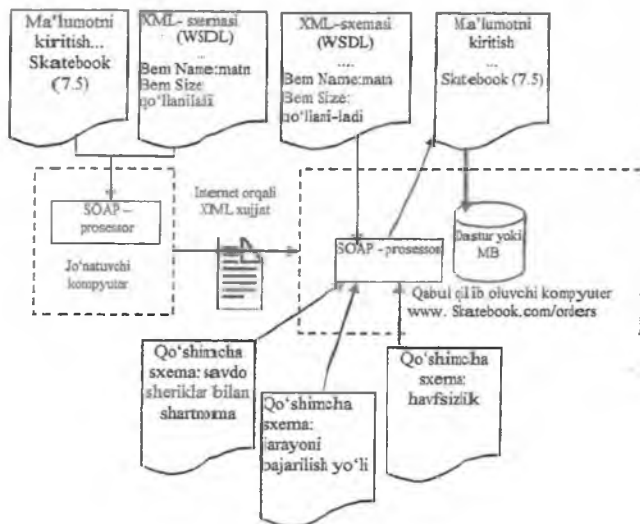 Ma'lumotni
kiritish...
Skatebook
(7.5)
XML- sxemasi
(WSDL)
...
Bem Name:matn
Bem Size:
qo'llaniladi
XML-sxemasi
(WSDL)
....
Bem Name:matn
Bem Size:
qo'llani-ladi
Ma'lumotni
kiritish
...
Skatebook (7.5)
SOAP –
prosessor
Jo'natuvchi
kompyuter
Internet orqali
XML xujjat
SOAP - prosessor
Dastur yoki
MB
Qabul qilib oluvchi kompyuter
www. Skatebook.com/orders
Qo'shimcha
sxema: savdo
sheriklar bilan
shartnoma
Qo'shimcha
sxema:
jarayoni
bajarilish yo'li
Qo'shimcha
sxema:
havfsizlik